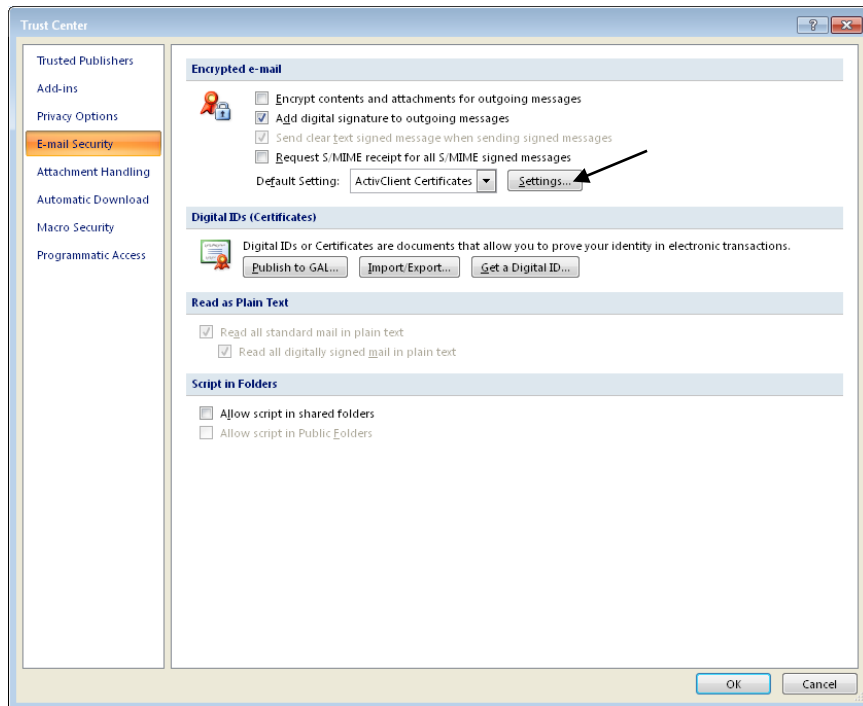 Trust Center
Trusted Publishers
Add-ins
Privacy Options
E-mail Security
Attachment Handling
Automatic Download
Macro Security
Programmatic Access
Encrypted e-mail
Encrypt contents and attachments for outgoing messages
Add digital signature to outgoing messages
Send clear text signed message when sending signed messages
Request S/MIME receipt for all S/MIME signed messages
Default Setting: ActivClient Certificates Settings...
Digital IDs (Certificates)
Digital IDs or Certificates are documents that allow you to prove your identity in electronic transactions.
Publish to GAL... Import/Export... Get a Digital ID...
Read as Plain Text
Read all standard mail in plain text
Read all digitally signed mail in plain text
Script in Folders
Allow script in shared folders
Allow script in Public Folders
OK Cancel